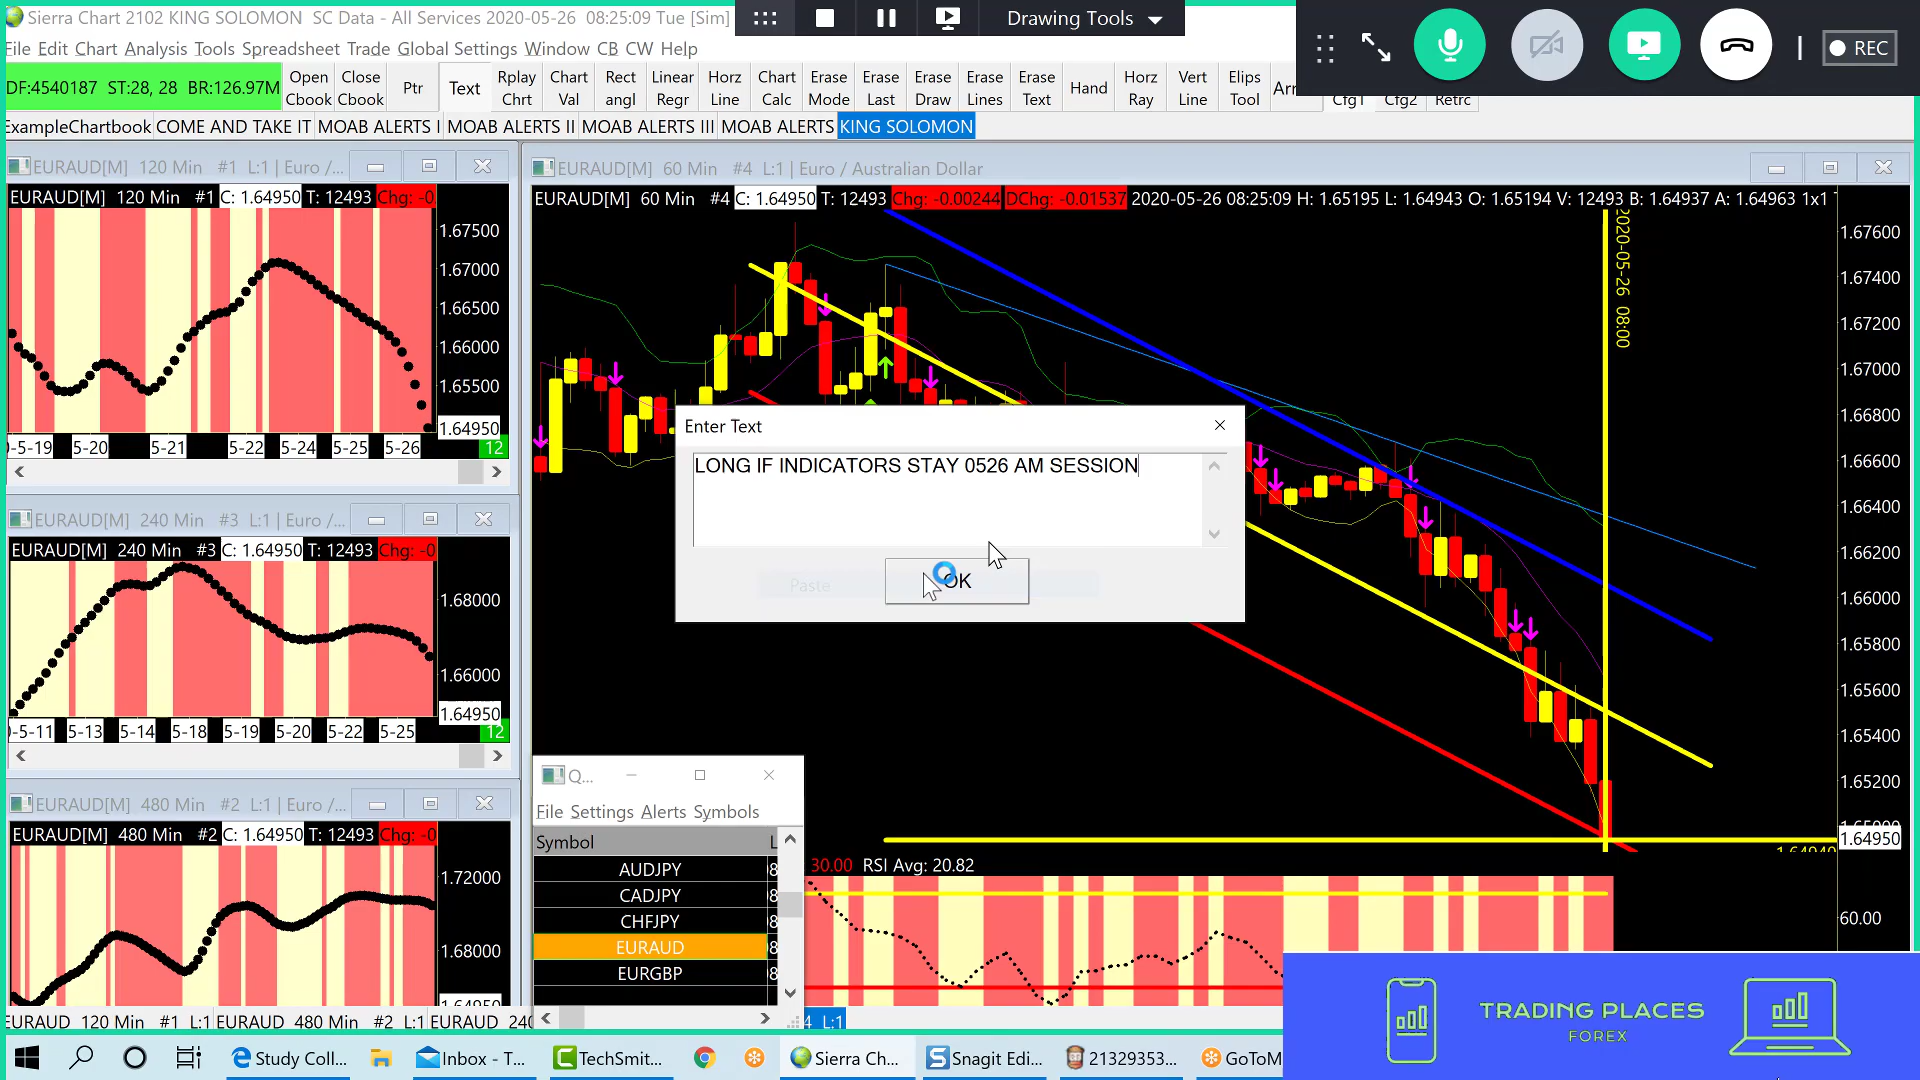 Sierra Chart 2102 KING SOLOMON SC Data - All Services 2020-05-26 08:25:09 Tue [Sim]
Drawing Tools
REC
File Edit Chart Analysis Tools Spreadsheet Trade Global Settings Window CB CW Help
DF:4540187 ST:28, 28 BR:126.97M
Open Cbook
Close Cbook
Ptr
Text
Rplay Chrt
Chart Val
Rect angl
Linear Regr
Horz Line
Chart Calc
Erase Mode
Erase Last
Erase Draw
Erase Lines
Erase Text
Hand
Horz Ray
Vert Line
Elips Tool
Cfg1
Cfg2
Retrc
ExampleChartbook COME AND TAKE IT MOAB ALERTS I MOAB ALERTS II MOAB ALERTS III MOAB ALERTS KING SOLOMON
EURAUD[M] 120 Min #1 L:1 | Euro /...
EURAUD[M] 120 Min #1 C: 1.64950 T: 12493 Chg: -0
1.67500
1.67000
1.66500
1.66000
1.65500
1.64950
0-5-19 5-20 5-21 5-22 5-24 5-25 5-26 12
EURAUD[M] 240 Min #3 L:1 | Euro /...
EURAUD[M] 240 Min #3 C: 1.64950 T: 12493 Chg: -0
1.68000
1.66000
1.64950
0-5-11 5-13 5-14 5-18 5-19 5-20 5-22 5-25 12
EURAUD[M] 480 Min #2 L:1 | Euro /...
EURAUD[M] 480 Min #2 C: 1.64950 T: 12493 Chg: -0
1.72000
1.68000
1.64950
EURAUD 120 Min #1 L:1 EURAUD 480 Min #2 L:1 EURAUD 240
EURAUD[M] 60 Min #4 L:1 | Euro / Australian Dollar
EURAUD[M] 60 Min #4 C: 1.64950 T: 12493 Chg: -0.00244 DChg: -0.01537 2020-05-26 08:25:09 H: 1.65195 L: 1.64943 O: 1.65194 V: 12493 B: 1.64937 A: 1.64963 1x1
2020-05-26 08:00
1.67600
1.67400
1.67200
1.67000
1.66800
1.66600
1.66400
1.66200
1.66000
1.65800
1.65600
1.65400
1.65200
1.64950
Enter Text
LONG IF INDICATORS STAY 0526 AM SESSION
Paste
OK
Q...
File Settings Alerts Symbols
Symbol L
AUDJPY
CADJPY
CHFJPY
EURAUD
EURGBP
30.00 RSI Avg: 20.82
60.00
4 L:1
TRADING PLACES
FOREX
Study Coll...
Inbox - T...
TechSmit...
Sierra Ch...
Snagit Edi...
21329353...
GoToM